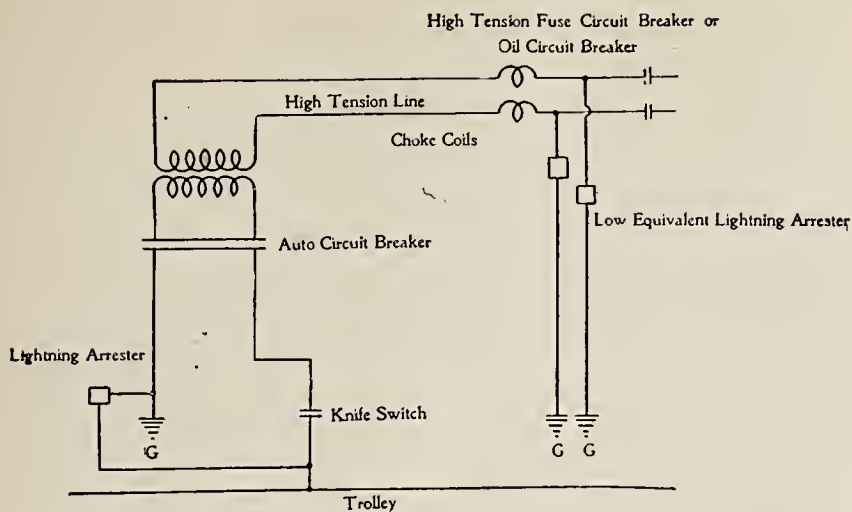 High Tension Fuse Circuit Breaker or
Oil Circuit Breaker
High Tension Line
Choke Coils
Low Equivalent Lightning Arrester
Auto Circuit Breaker
Lightning Arrester
Knife Switch
G
G
G
Trolley